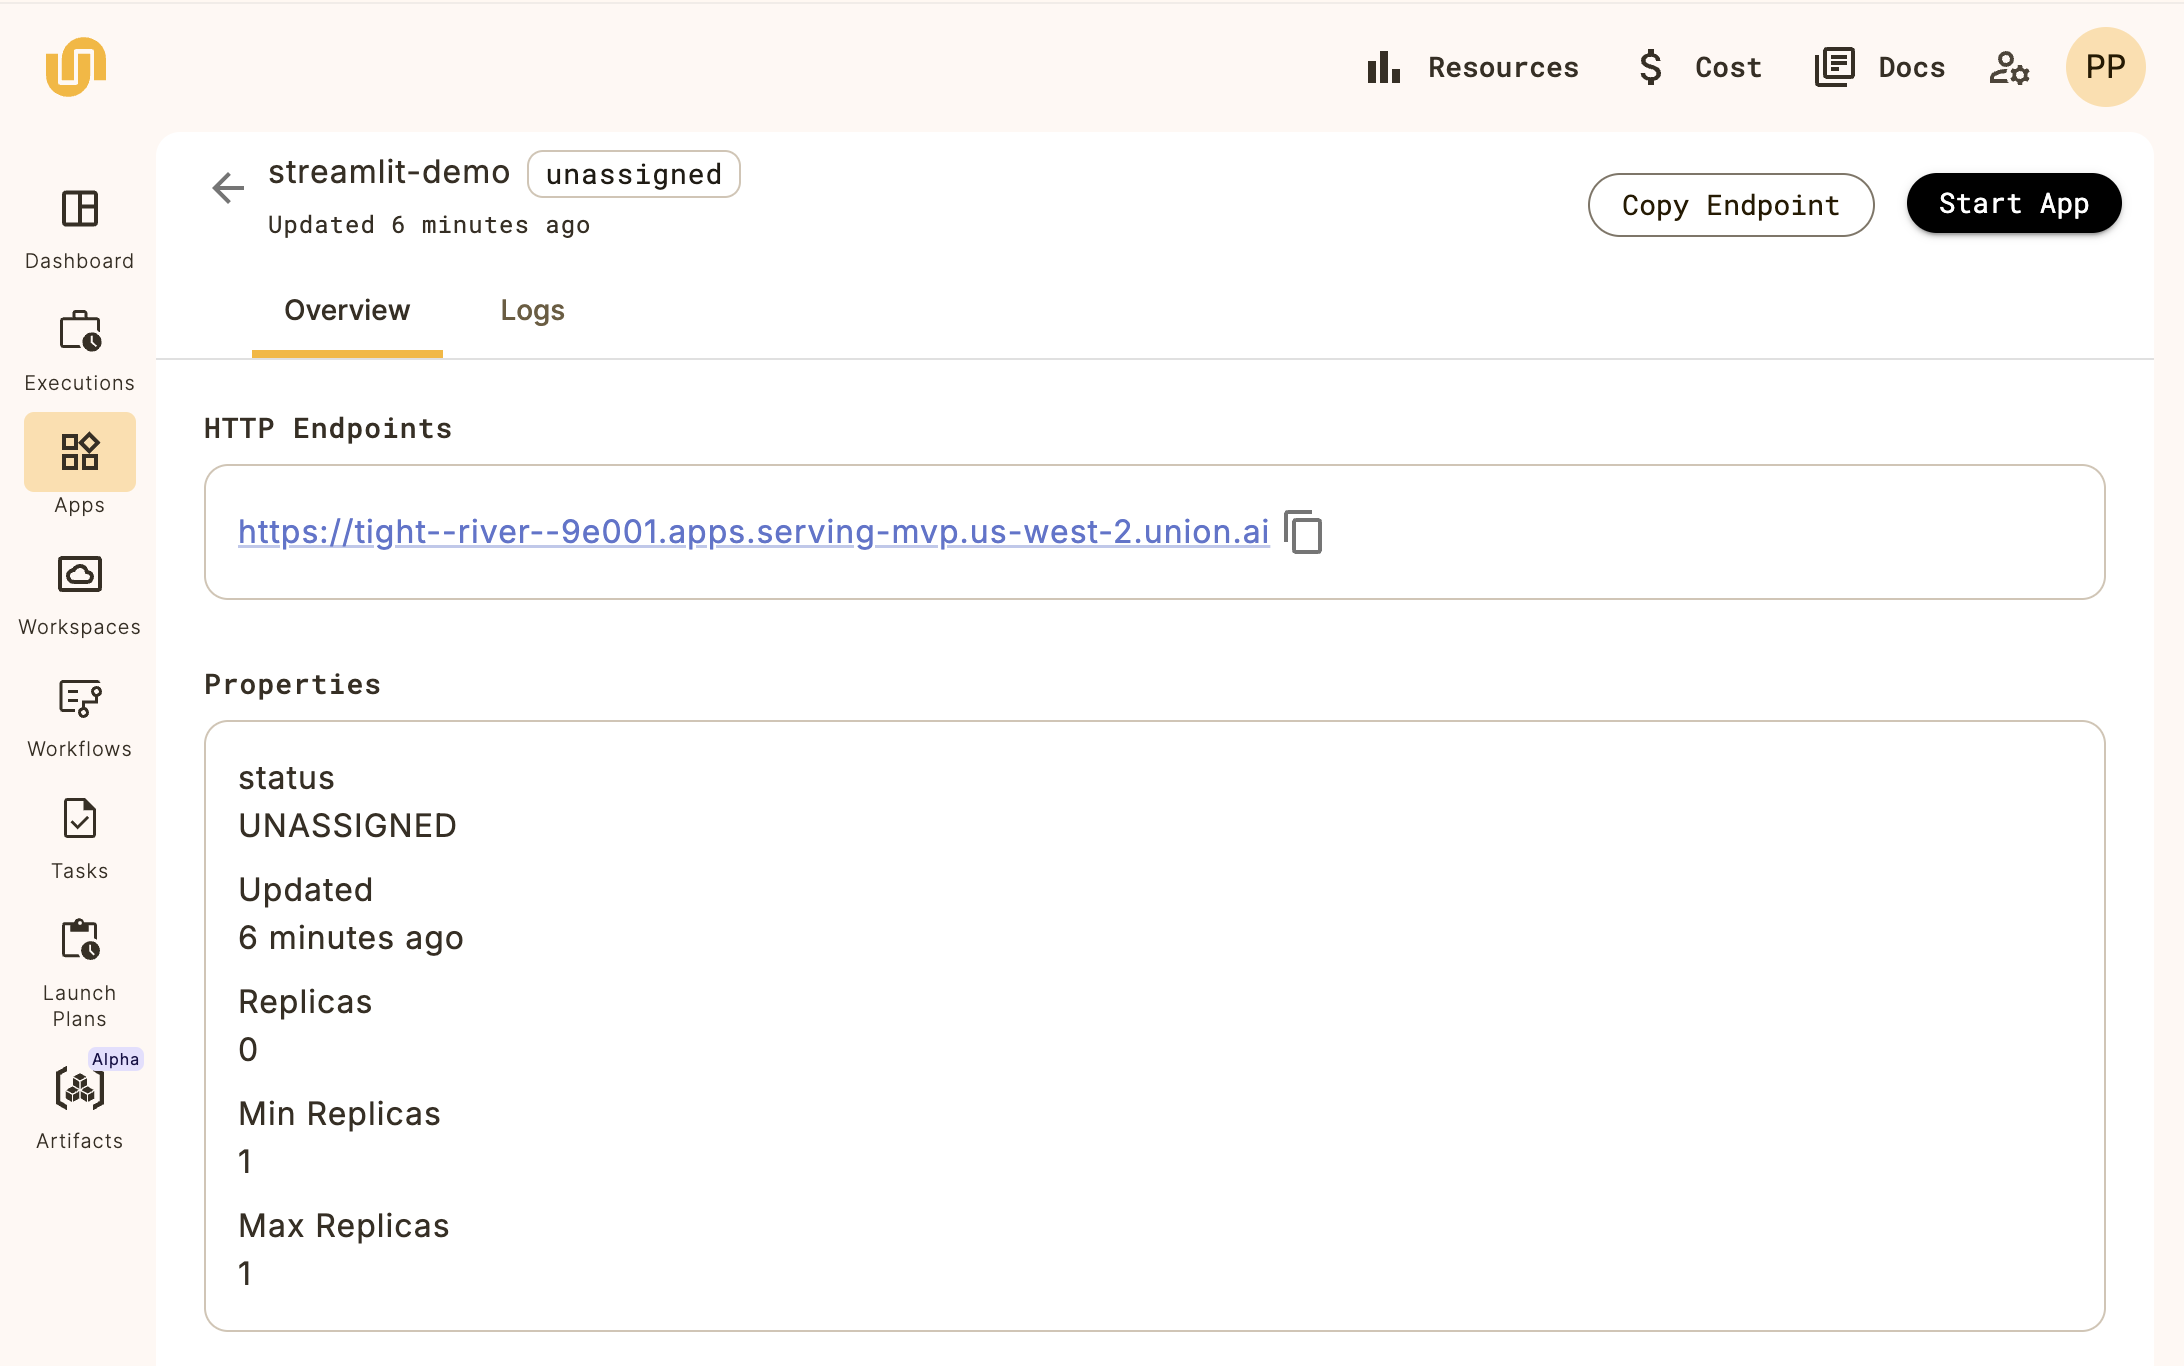 Resources
Cost
Docs
PP
streamlit-demo unassigned
Updated 6 minutes ago
Copy Endpoint
Start App
Dashboard
Executions
Apps
Workspaces
Workflows
Tasks
Launch
Plans
Alpha
Artifacts
Overview
Logs
HTTP Endpoints
https://tight--river--9e001.apps.serving-mvp.us-west-2.union.ai
Properties
status
UNASSIGNED
Updated
6 minutes ago
Replicas
0
Min Replicas
1
Max Replicas
1